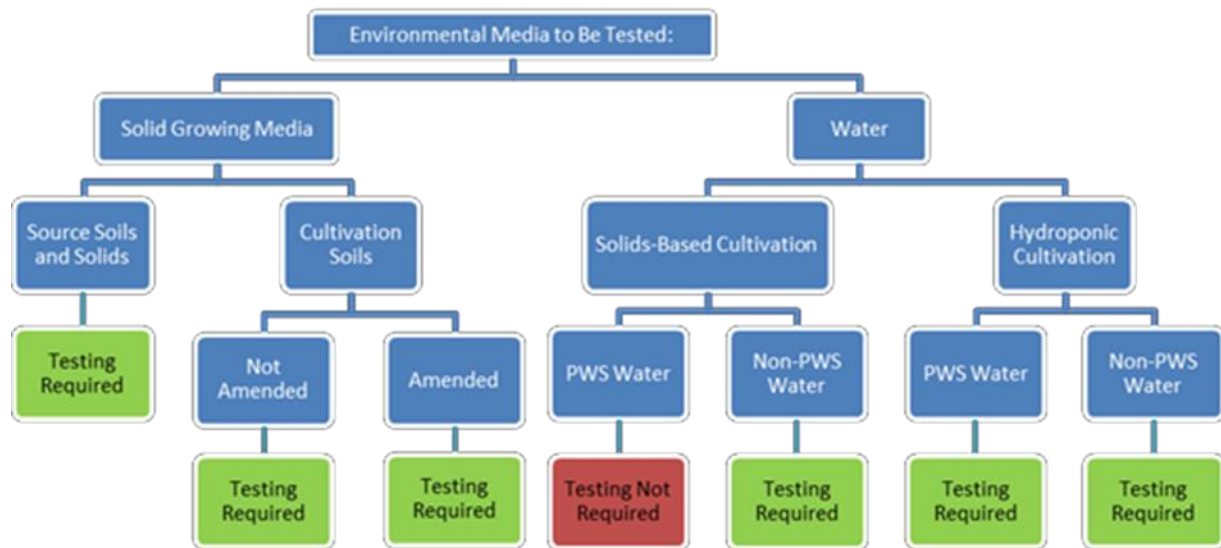 Environmental Media to Be Tested:
Solid Growing Media
Water
Source Soils
and Solids
Cultivation
Soils
Solids-Based Cultivation
Hydroponic
Cultivation
Testing
Required
Not
Amended
Amended
PWS Water
Non-PWS
Water
PWS Water
Non-PWS
Water
Testing
Required
Testing
Required
Testing Not
Required
Testing
Required
Testing
Required
Testing
Required